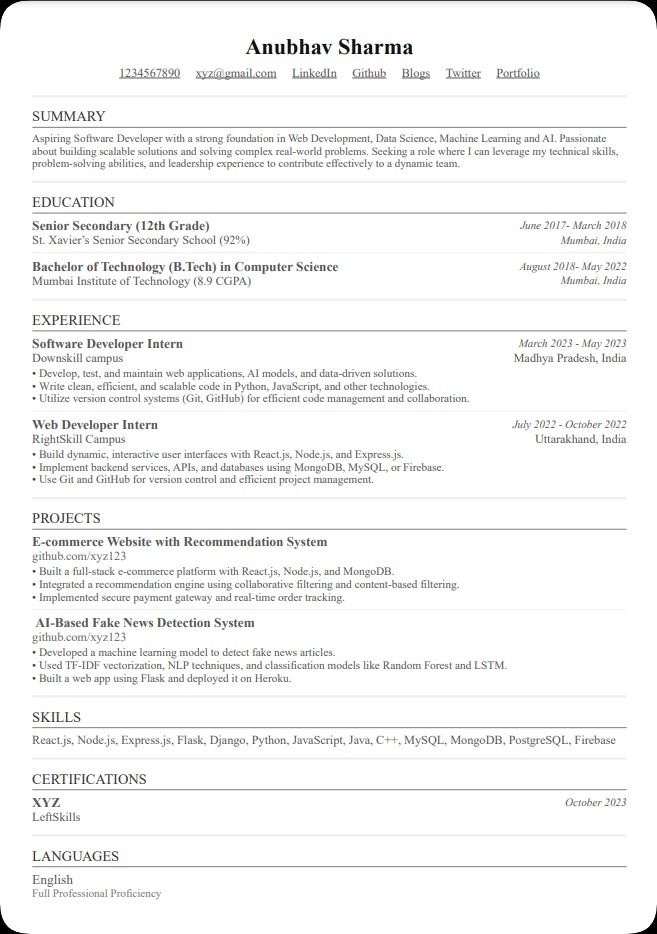 Anubhav Sharma
1234567890 xyz@gmail.com LinkedIn Github Blogs Twitter Portfolio
SUMMARY
Aspiring Software Developer with a strong foundation in Web Development, Data Science, Machine Learning and AI. Passionate
about building scalable solutions and solving complex real-world problems. Seeking a role where I can leverage my technical skills,
problem-solving abilities, and leadership experience to contribute effectively to a dynamic team.
EDUCATION
Senior Secondary (12th Grade) June 2017- March 2018
St. Xavier's Senior Secondary School (92%) Mumbai, India
Bachelor of Technology (B.Tech) in Computer Science August 2018- May 2022
Mumbai Institute of Technology (8.9 CGPA) Mumbai, India
EXPERIENCE
Software Developer Intern March 2023 - May 2023
Downskill campus Madhya Pradesh, India
• Develop, test, and maintain web applications, AI models, and data-driven solutions.
• Write clean, efficient, and scalable code in Python, JavaScript, and other technologies.
• Utilize version control systems (Git, GitHub) for efficient code management and collaboration.
Web Developer Intern July 2022 - October 2022
RightSkill Campus Uttarakhand, India
• Build dynamic, interactive user interfaces with React.js, Node.js, and Express.js.
• Implement backend services, APIs, and databases using MongoDB, MySQL, or Firebase.
• Use Git and GitHub for version control and efficient project management.
PROJECTS
E-commerce Website with Recommendation System
github.com/xyz123
• Built a full-stack e-commerce platform with React.js, Node.js, and MongoDB.
• Integrated a recommendation engine using collaborative filtering and content-based filtering.
• Implemented secure payment gateway and real-time order tracking.
AI-Based Fake News Detection System
github.com/xyz123
• Developed a machine learning model to detect fake news articles.
• Used TF-IDF vectorization, NLP techniques, and classification models like Random Forest and LSTM.
• Built a web app using Flask and deployed it on Heroku.
SKILLS
React.js, Node.js, Express.js, Flask, Django, Python, JavaScript, Java, C++, MySQL, MongoDB, PostgreSQL, Firebase
CERTIFICATIONS
XYZ October 2023
LeftSkills
LANGUAGES
English
Full Professional Proficiency